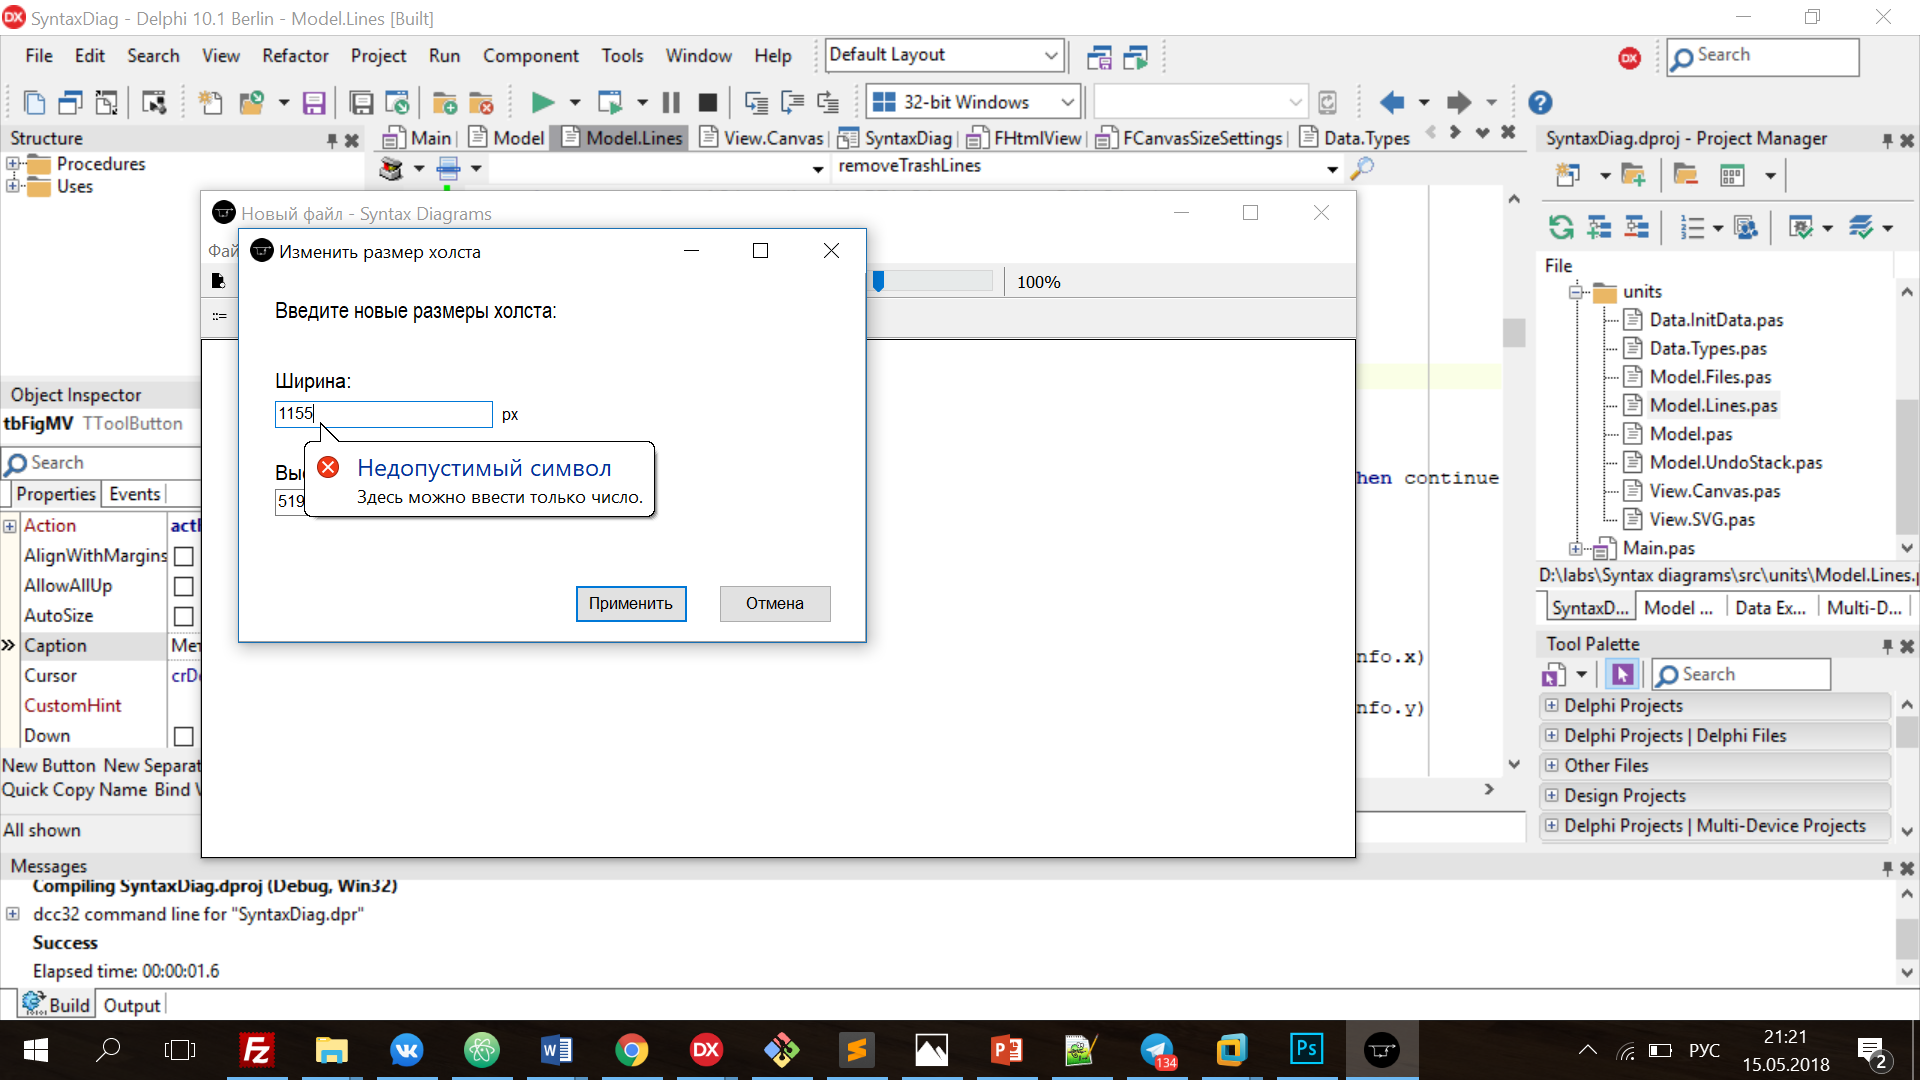 SyntaxDiag - Delphi 10.1 Berlin - Model.Lines [Built]
File Edit Search View Refactor Project Run Component Tools Window Help Default Layout
DX Search
32-bit Windows
Structure
Procedures
Uses
Main Model Model.Lines View.Canvas SyntaxDiag FHtmlView FCanvasSizeSettings Data.Types
removeTrashLines
Новый файл - Syntax Diagrams
Фай
100%
::=
Изменить размер холста
Введите новые размеры холста:
Ширина:
1155 px
Недопустимый символ
Здесь можно ввести только число.
Выс
519
Применить Отмена
hen continue
nfo.x)
nfo.y)
Object Inspector
tbFigMV TToolButton
Search
Properties Events
Action
AlignWithMargins
AllowAllUp
AutoSize
Caption Мет
Cursor crDe
CustomHint
Down
New Button New Separat
Quick Copy Name Bind V
All shown
SyntaxDiag.dproj - Project Manager
File
units
Data.InitData.pas
Data.Types.pas
Model.Files.pas
Model.Lines.pas
Model.pas
Model.UndoStack.pas
View.Canvas.pas
View.SVG.pas
Main.pas
D:\labs\Syntax diagrams\src\units\Model.Lines.p
SyntaxD... Model ... Data Ex... Multi-D...
Tool Palette
Search
Delphi Projects
Delphi Projects | Delphi Files
Other Files
Design Projects
Delphi Projects | Multi-Device Projects
Messages
Compiling SyntaxDiag.dproj (Debug, Win32)
dcc32 command line for "SyntaxDiag.dpr"
Success
Elapsed time: 00:00:01.6
Build Output
Fz DX Ps 134
РУС
21:21
15.05.2018
2